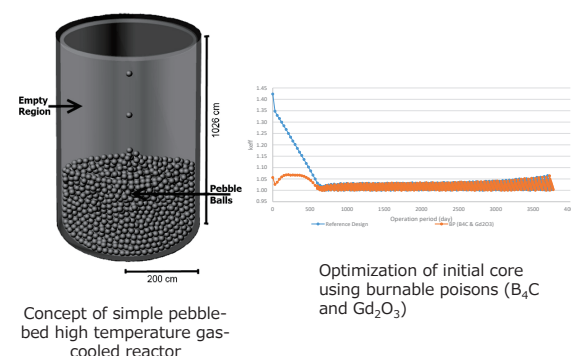 Empty
Region
1026 cm
Pebble
Balls
200 cm
Concept of simple pebble-
bed high temperature gas-
cooled reactor
1.45
1.40
1.35
1.30
1.25
1.20
1.15
1.10
1.05
1.00
0.95
keff
0 500 1000 1500 2000 2500 3000 3500 400
Operation period (day)
Reference Design BP (B4C & Gd2O3)
Optimization of initial core
using burnable poisons (B₄C
and Gd₂O₃)